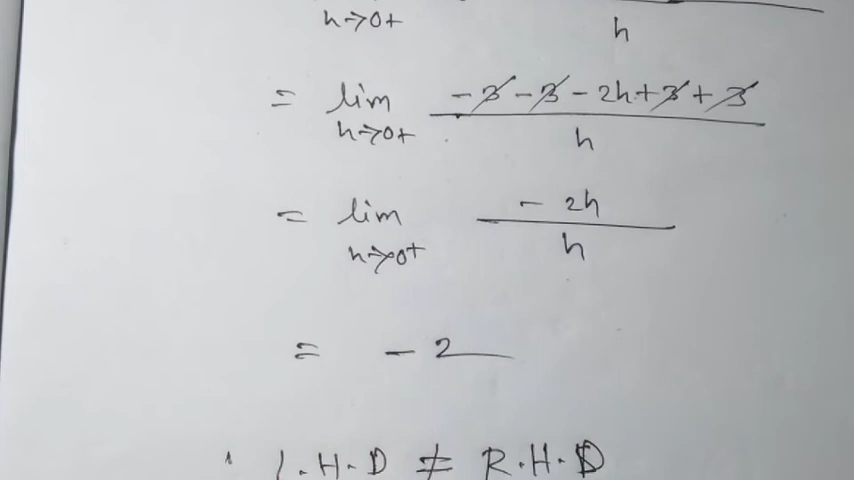 h→0+ h
= lim h→0+ -3-3-2h+3+3 / h
= lim h→0+ -2h / h
= -2
L.H.D ≠ R.H.D